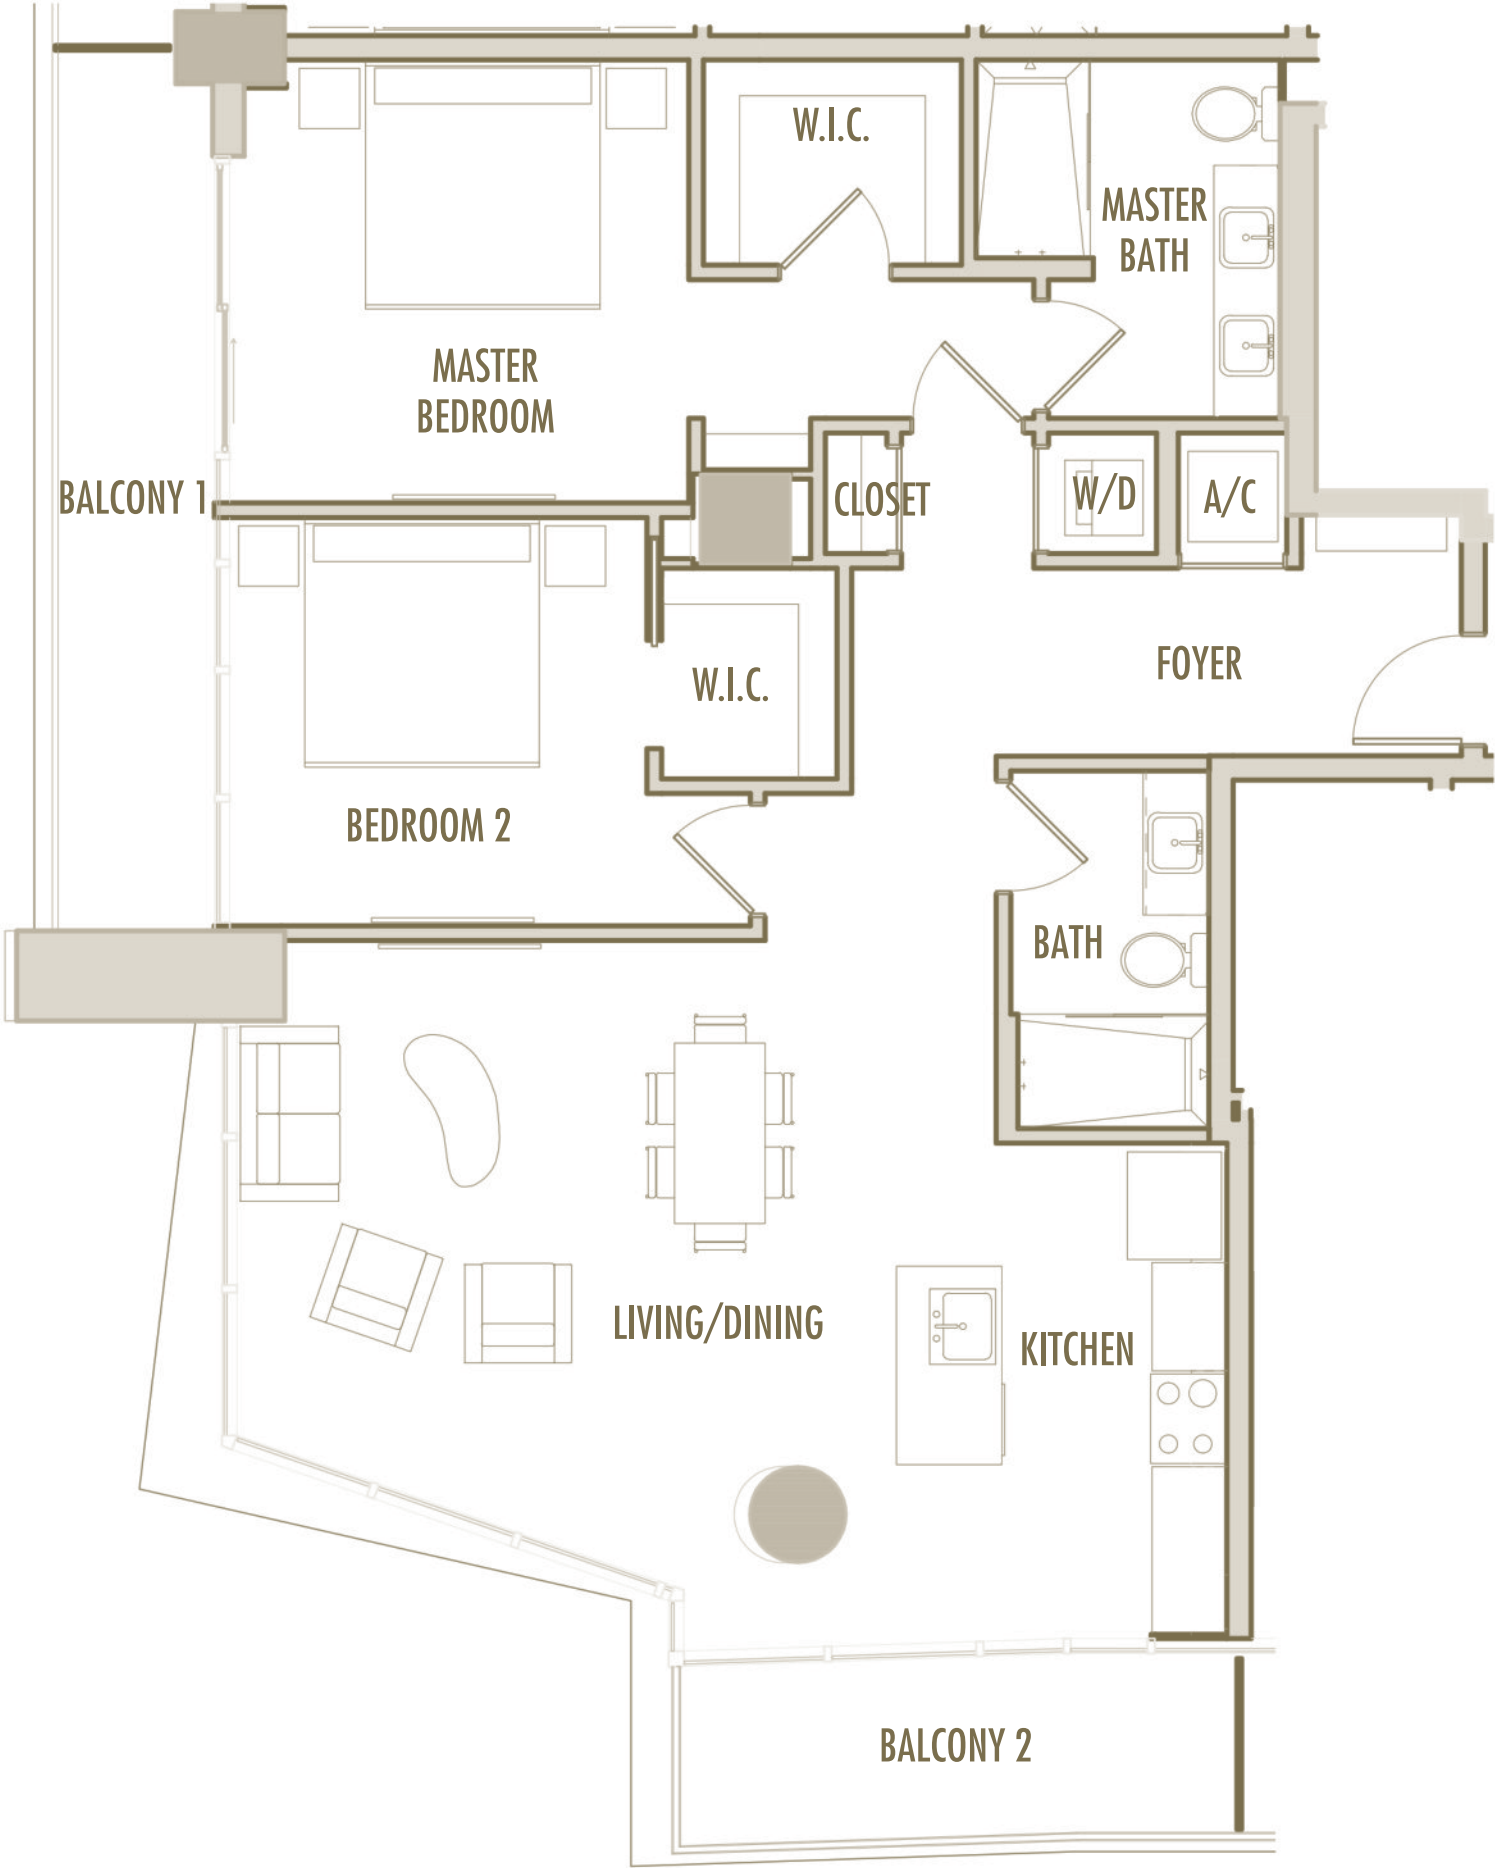 W.I.C.
MASTER
BATH
MASTER
BEDROOM
BALCONY 1
CLOSET
W/D
A/C
FOYER
W.I.C.
BEDROOM 2
BATH
LIVING/DINING
KITCHEN
BALCONY 2